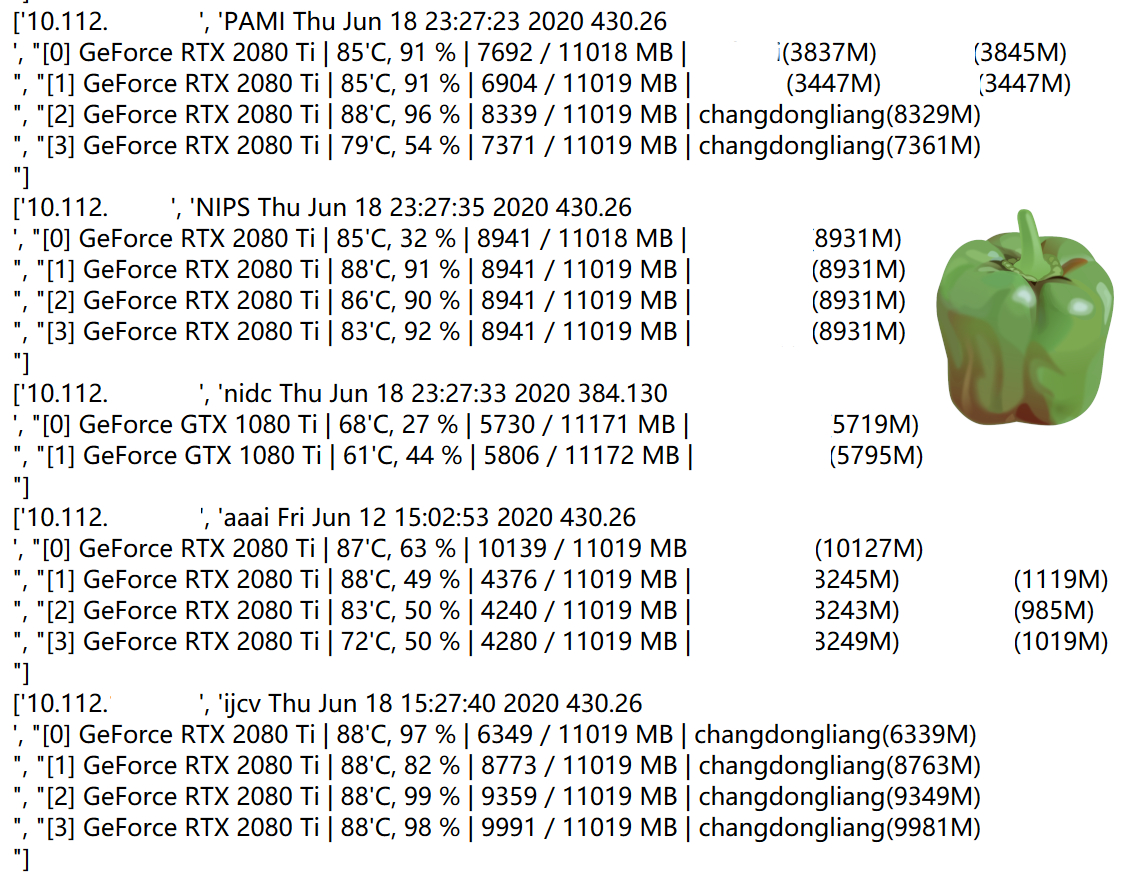 ['10.112. ', 'PAMI Thu Jun 18 23:27:23 2020 430.26
', "[0] GeForce RTX 2080 Ti | 85'C, 91 % | 7692 / 11018 MB | (3837M) (3845M)
", "[1] GeForce RTX 2080 Ti | 85'C, 91 % | 6904 / 11019 MB | (3447M) (3447M)
", "[2] GeForce RTX 2080 Ti | 88'C, 96 % | 8339 / 11019 MB | changdongliang(8329M)
", "[3] GeForce RTX 2080 Ti | 79'C, 54 % | 7371 / 11019 MB | changdongliang(7361M)
"]
['10.112. ', 'NIPS Thu Jun 18 23:27:35 2020 430.26
', "[0] GeForce RTX 2080 Ti | 85'C, 32 % | 8941 / 11018 MB | (8931M)
", "[1] GeForce RTX 2080 Ti | 88'C, 91 % | 8941 / 11019 MB | (8931M)
", "[2] GeForce RTX 2080 Ti | 86'C, 90 % | 8941 / 11019 MB | (8931M)
", "[3] GeForce RTX 2080 Ti | 83'C, 92 % | 8941 / 11019 MB | (8931M)
"]
['10.112. ', 'nidc Thu Jun 18 23:27:33 2020 384.130
', "[0] GeForce GTX 1080 Ti | 68'C, 27 % | 5730 / 11171 MB | 5719M)
", "[1] GeForce GTX 1080 Ti | 61'C, 44 % | 5806 / 11172 MB | (5795M)
"]
['10.112. ', 'aaai Fri Jun 12 15:02:53 2020 430.26
', "[0] GeForce RTX 2080 Ti | 87'C, 63 % | 10139 / 11019 MB (10127M)
", "[1] GeForce RTX 2080 Ti | 88'C, 49 % | 4376 / 11019 MB | 3245M) (1119M)
", "[2] GeForce RTX 2080 Ti | 83'C, 50 % | 4240 / 11019 MB | 3243M) (985M)
", "[3] GeForce RTX 2080 Ti | 72'C, 50 % | 4280 / 11019 MB | 3249M) (1019M)
"]
['10.112. ', 'ijcv Thu Jun 18 15:27:40 2020 430.26
', "[0] GeForce RTX 2080 Ti | 88'C, 97 % | 6349 / 11019 MB | changdongliang(6339M)
", "[1] GeForce RTX 2080 Ti | 88'C, 82 % | 8773 / 11019 MB | changdongliang(8763M)
", "[2] GeForce RTX 2080 Ti | 88'C, 99 % | 9359 / 11019 MB | changdongliang(9349M)
", "[3] GeForce RTX 2080 Ti | 88'C, 98 % | 9991 / 11019 MB | changdongliang(9981M)
"]